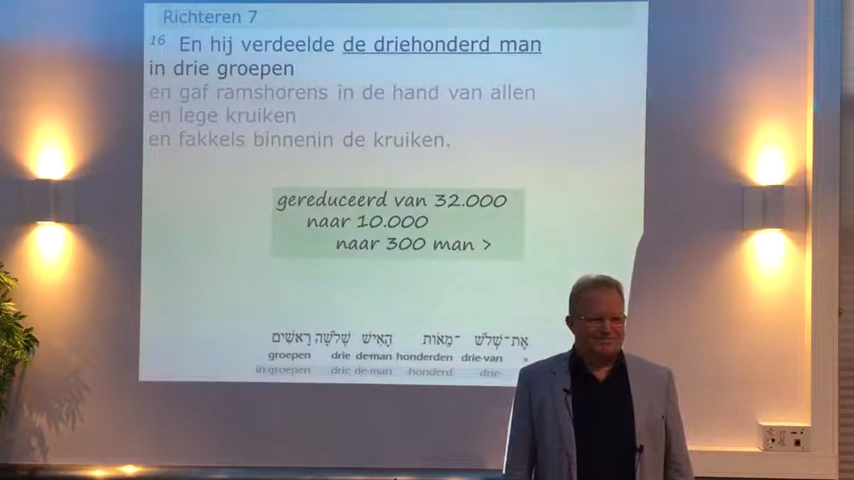 Richteren 7
16 En hij verdeelde de driehonderd man
in drie groepen
en gaf ramshorens in de hand van allen
en lege kruiken
en fakkels binnenin de kruiken.
gereduceerd van 32.000
naar 10.000
naar 300 man >
אֶת־שְׁלֹשׁ ־מֵאוֹת הָאִישׁ שְׁלֹשָׁה רָאשִׁים
groepen drie de·man honderden drie-van »
in·groepen drie de·man ·honderd drie-